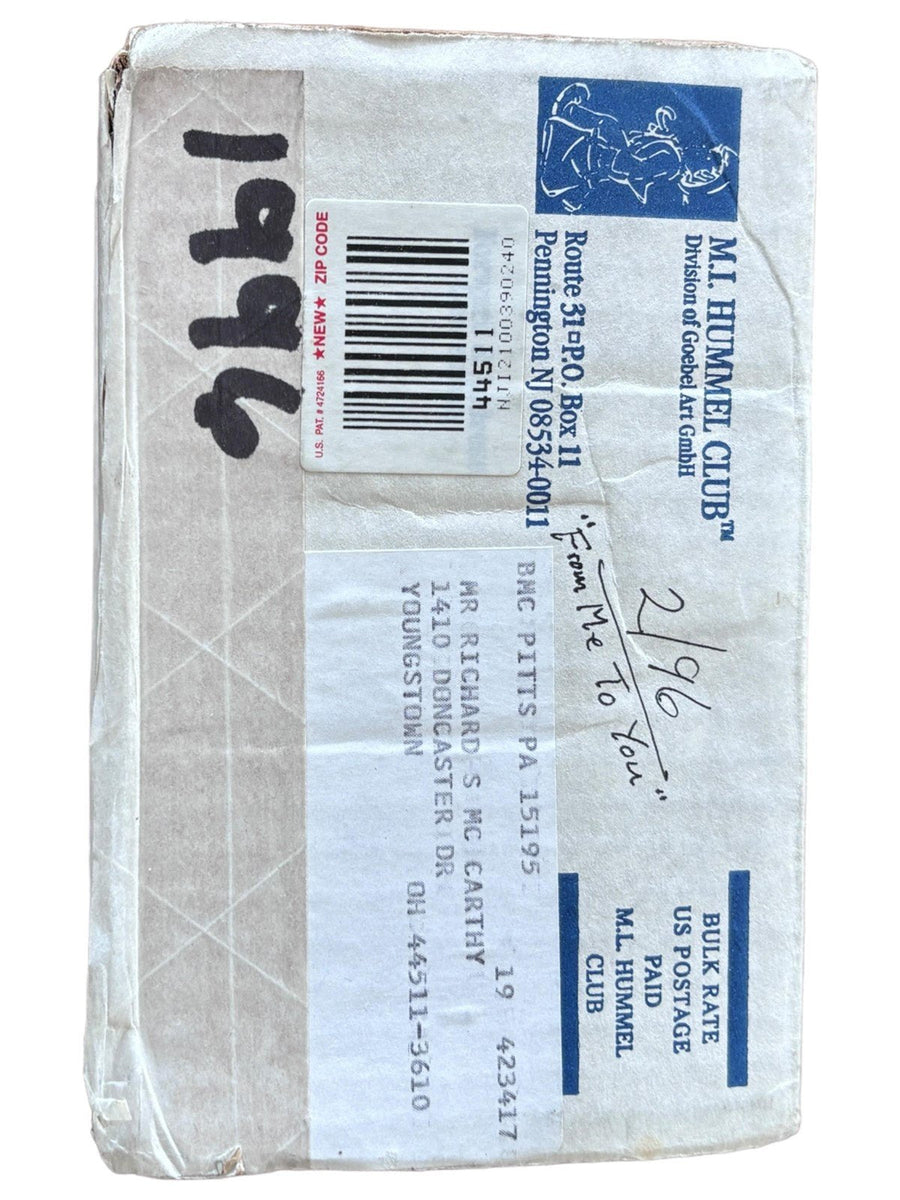 M.I. HUMMEL CLUB™
Division of Goebel Art GmbH
Route 31▫P.O. Box 11
Pennington NJ 08534-0011
2/96
"From Me To You"
BULK RATE
US POSTAGE
PAID
M.L. HUMMEL
CLUB
BMC PITTS PA 15195
19 423417
MR RICHARD S MC CARTHY
1410 DONCASTER DR
YOUNGSTOWN OH 44511-3610
44511
U.S. PAT. # 4724166 ★NEW★ ZIP CODE
1996